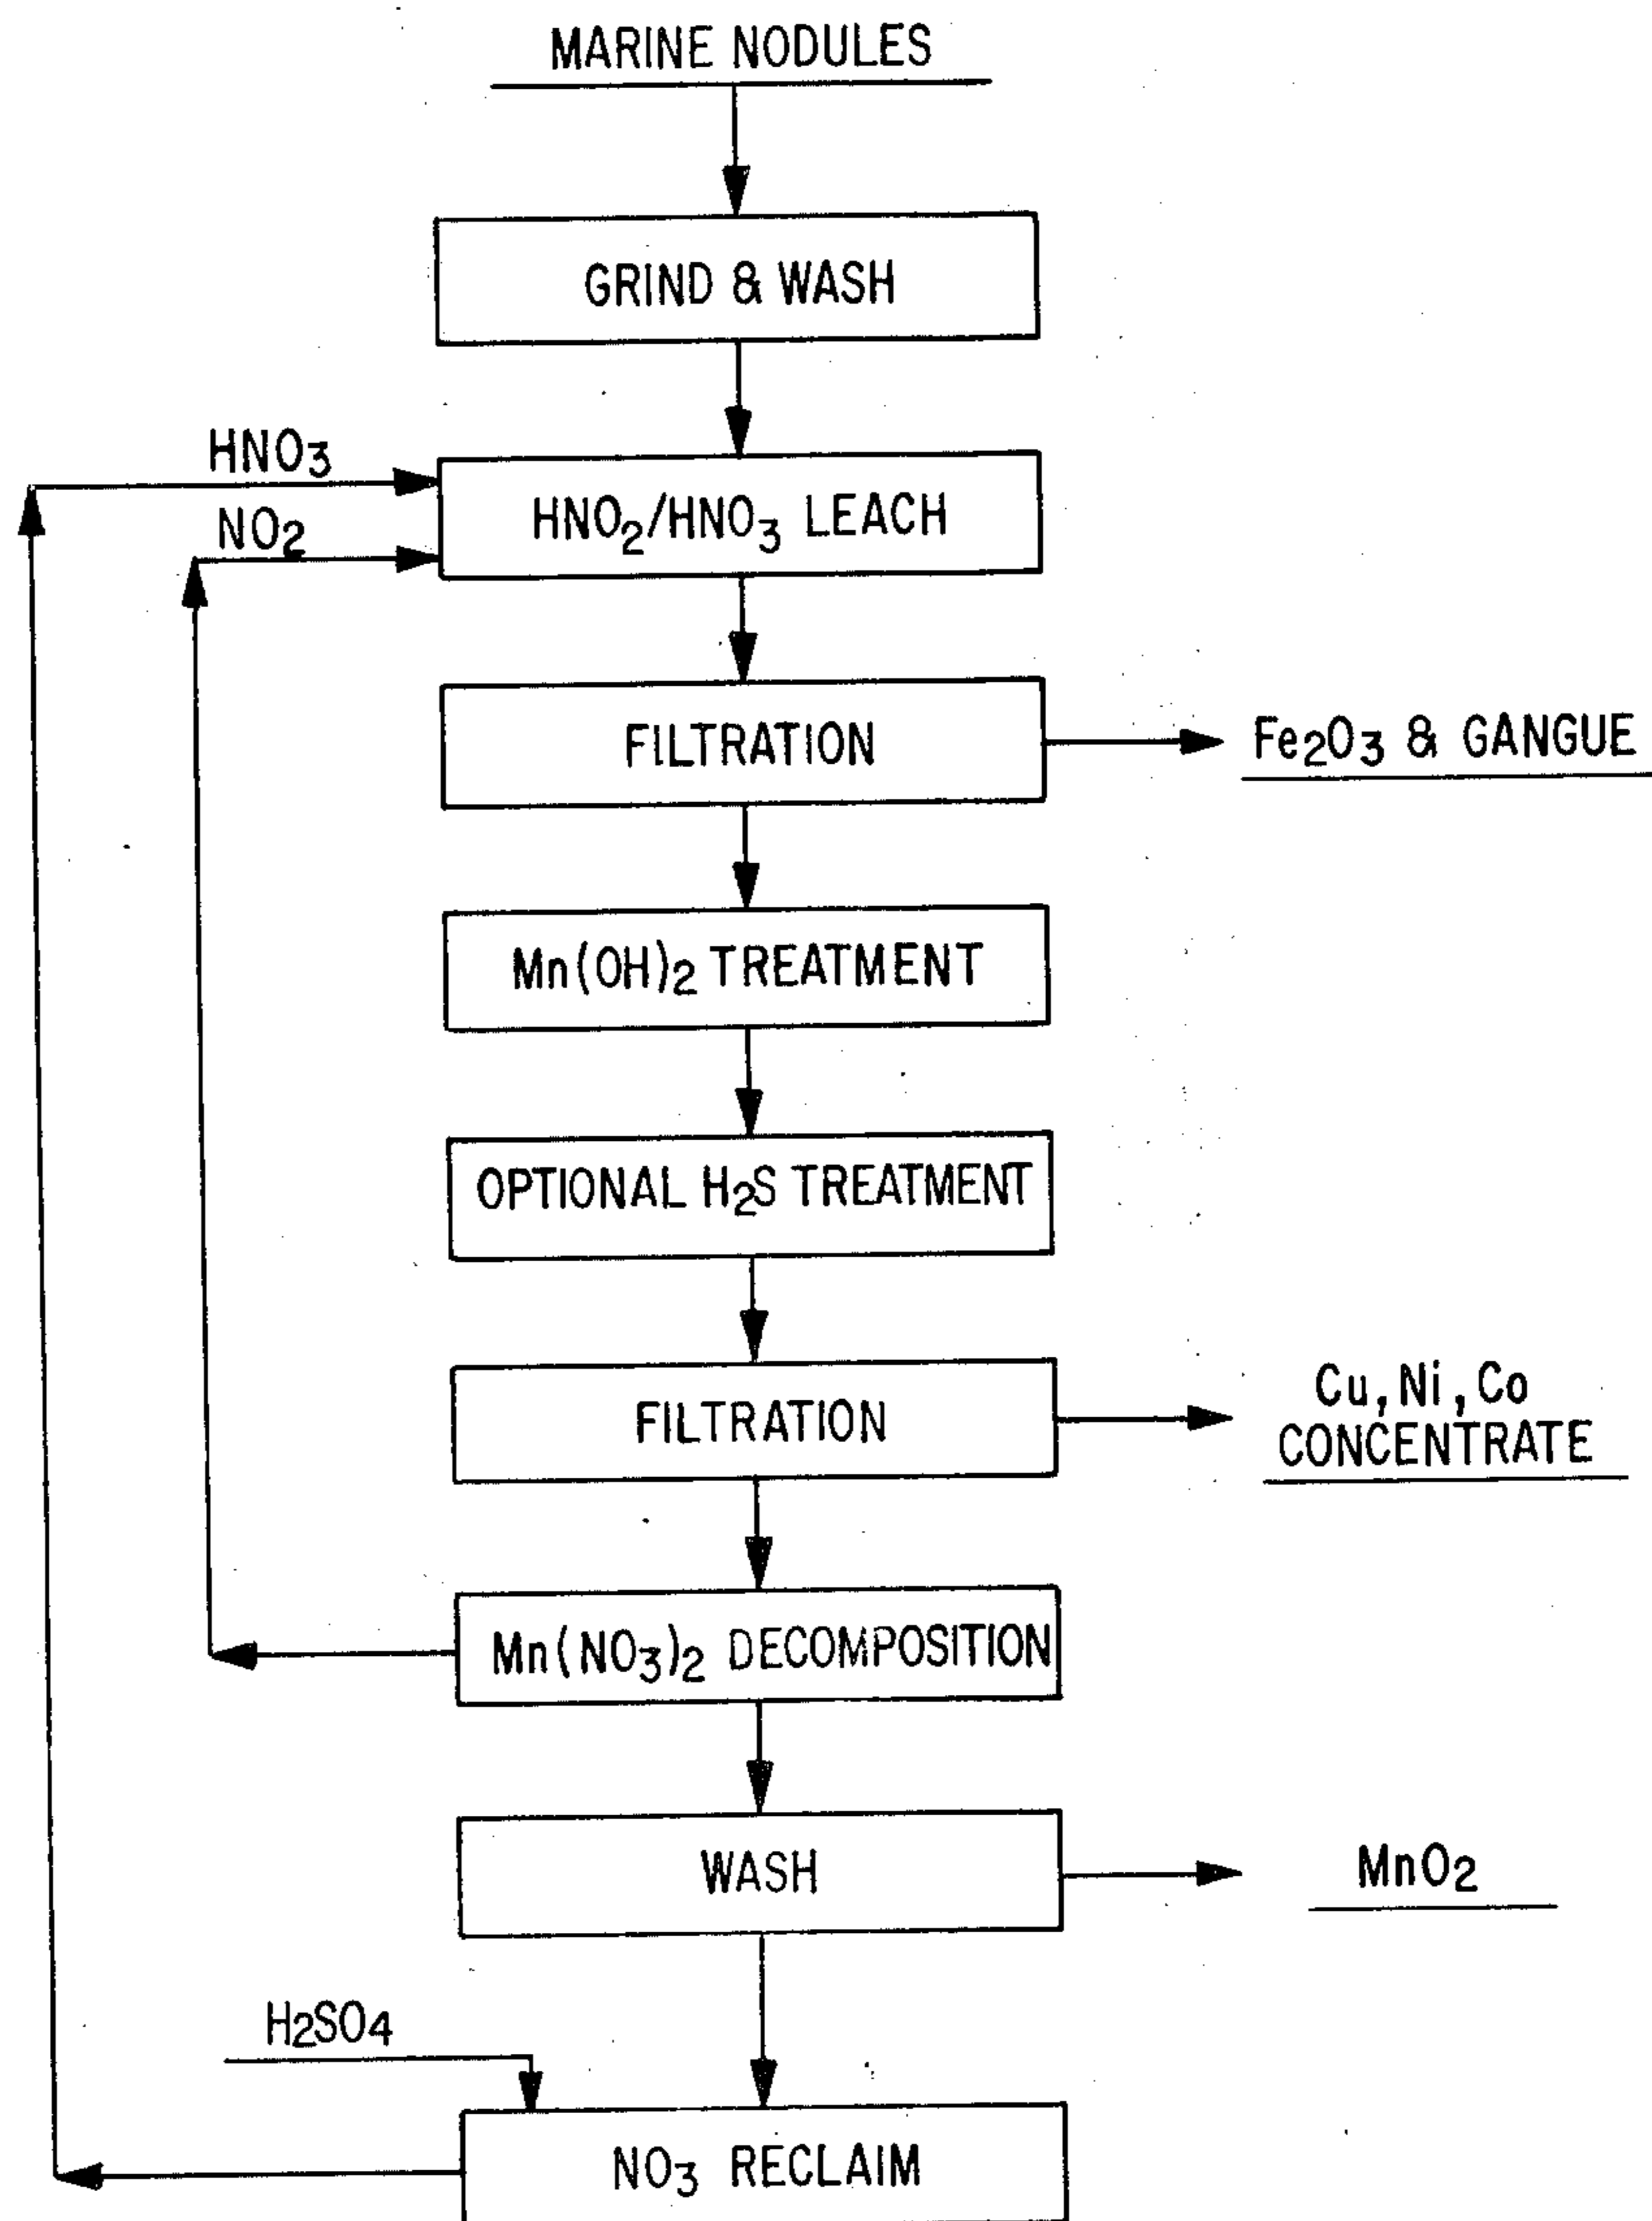 MARINE NODULES
GRIND & WASH
HNO3
HNO2/HNO3 LEACH
NO2
FILTRATION
Fe2O3 & GANGUE
Mn(OH)2 TREATMENT
OPTIONAL H2S TREATMENT
FILTRATION
Cu, Ni, Co
CONCENTRATE
Mn(NO3)2 DECOMPOSITION
WASH
MnO2
H2SO4
NO3 RECLAIM